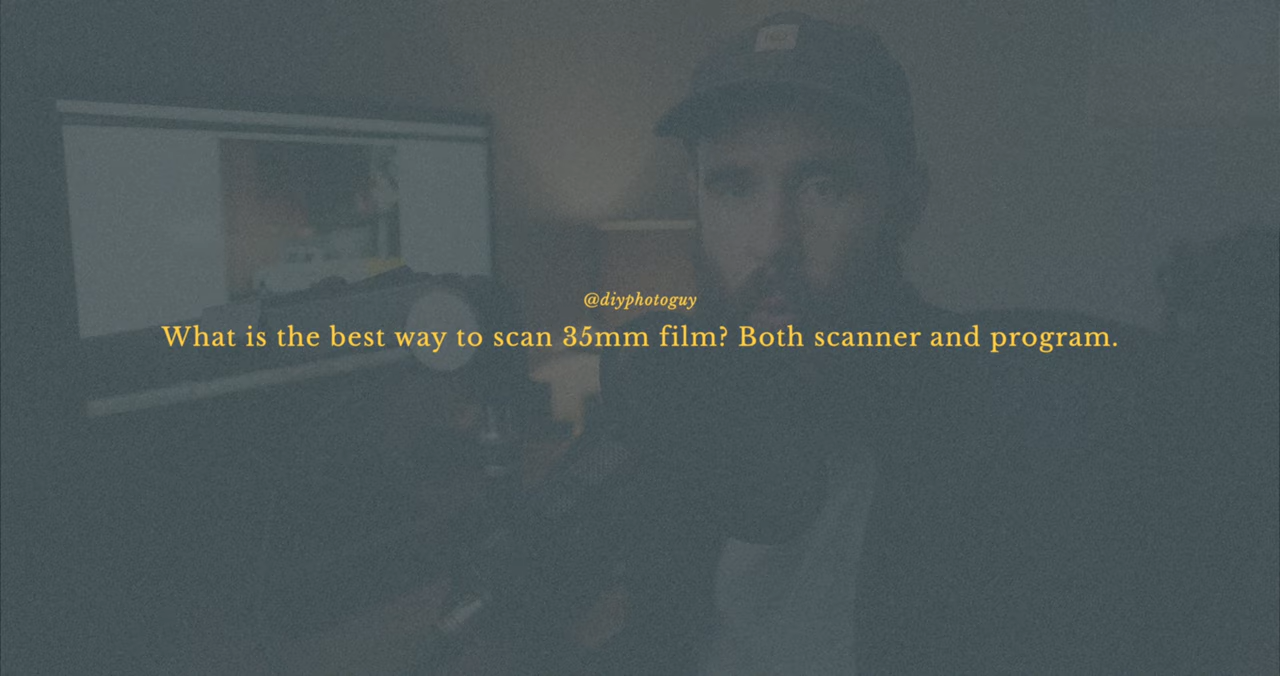 @diyphotoguy
What is the best way to scan 35mm film? Both scanner and program.